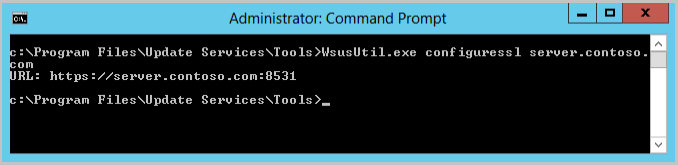 Administrator: Command Prompt
c:\Program Files\Update Services\Tools>WsusUtil.exe configuressl server.contoso.
com
URL: https://server.contoso.com:8531
c:\Program Files\Update Services\Tools>_